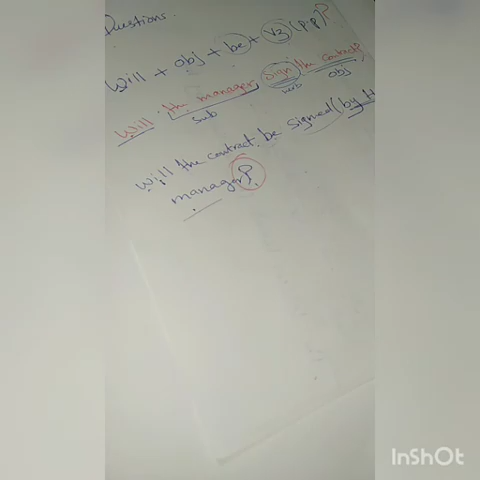 Questions.
Will + obj + be + V3 (p.p)?
Will the manager sign the contract?
sub verb obj
Will the contract be signed (by
manager?
InShOt